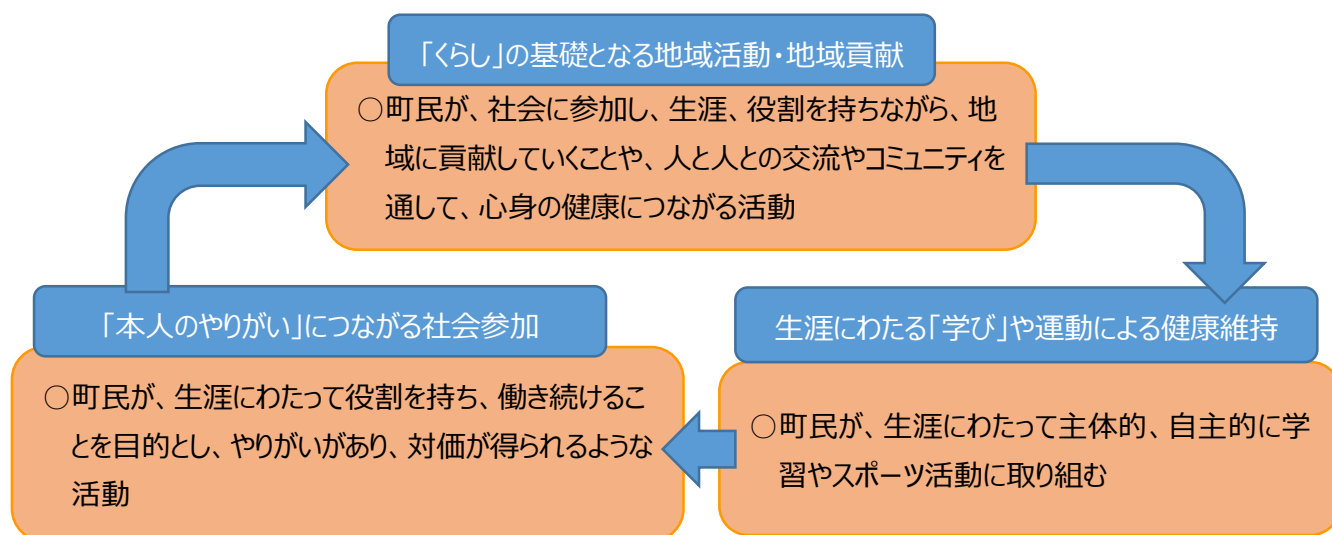 「くらし」の基礎となる地域活動・地域貢献
○町民が、社会に参加し、生涯、役割を持ちながら、地
域に貢献していくことや、人と人との交流やコミュニティを
通して、心身の健康につながる活動
「本人のやりがい」につながる社会参加
○町民が、生涯にわたって役割を持ち、働き続けるこ
とを目的とし、やりがいがあり、対価が得られるような
活動
生涯にわたる「学び」や運動による健康維持
○町民が、生涯にわたって主体的、自主的に学
習やスポーツ活動に取り組む